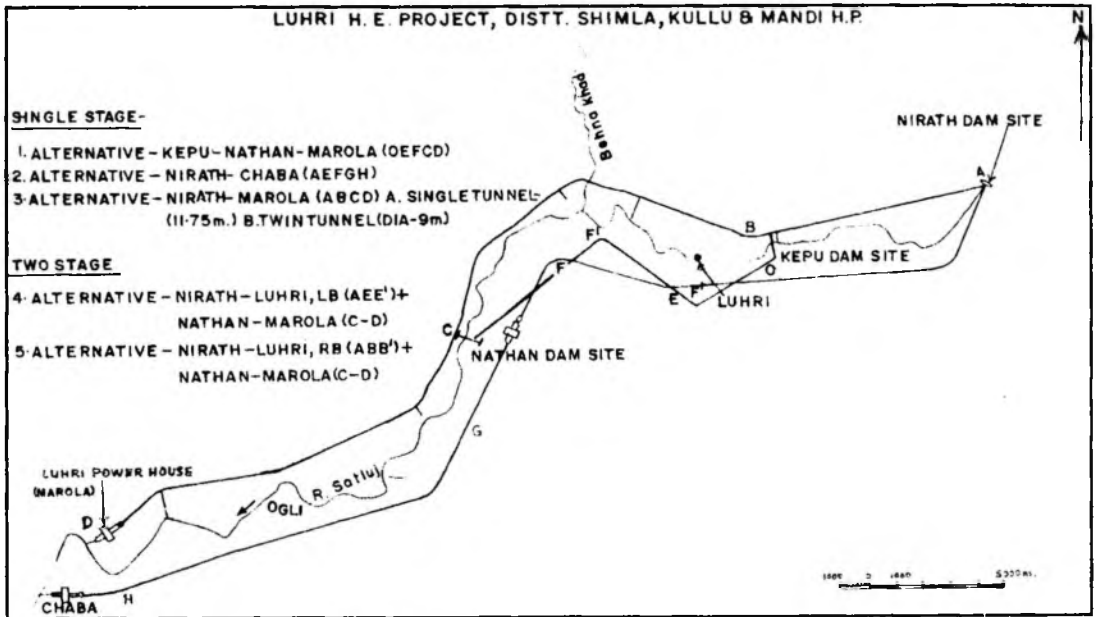 LUHRI H. E. PROJECT, DISTT. SHIMLA, KULLU & MANDI H.P.
N
NIRATH DAM SITE
SINGLE STAGE-
1. ALTERNATIVE-KEPU-NATHAN-MAROLA (OEFCD)
2. ALTERNATIVE-NIRATH-CHABA (AEFGH)
3. ALTERNATIVE-NIRATH-MAROLA (ABCD) A. SINGLE TUNNEL-
(11.75m.) B. TWIN TUNNEL (DIA-9m)
TWO STAGE
4. ALTERNATIVE-NIRATH-LUHRI, LB (AEE')+
NATHAN-MAROLA (C-D)
5. ALTERNATIVE-NIRATH-LUHRI, RB (ABB')+
NATHAN-MAROLA (C-D)
Behna Khad
A
B
O
KEPU DAM SITE
F'
F
E
F'
LUHRI
C
NATHAN DAM SITE
G
LUHRI POWER HOUSE
(MAROLA)
D
R. Satluj
OGLI
H
CHABA
0